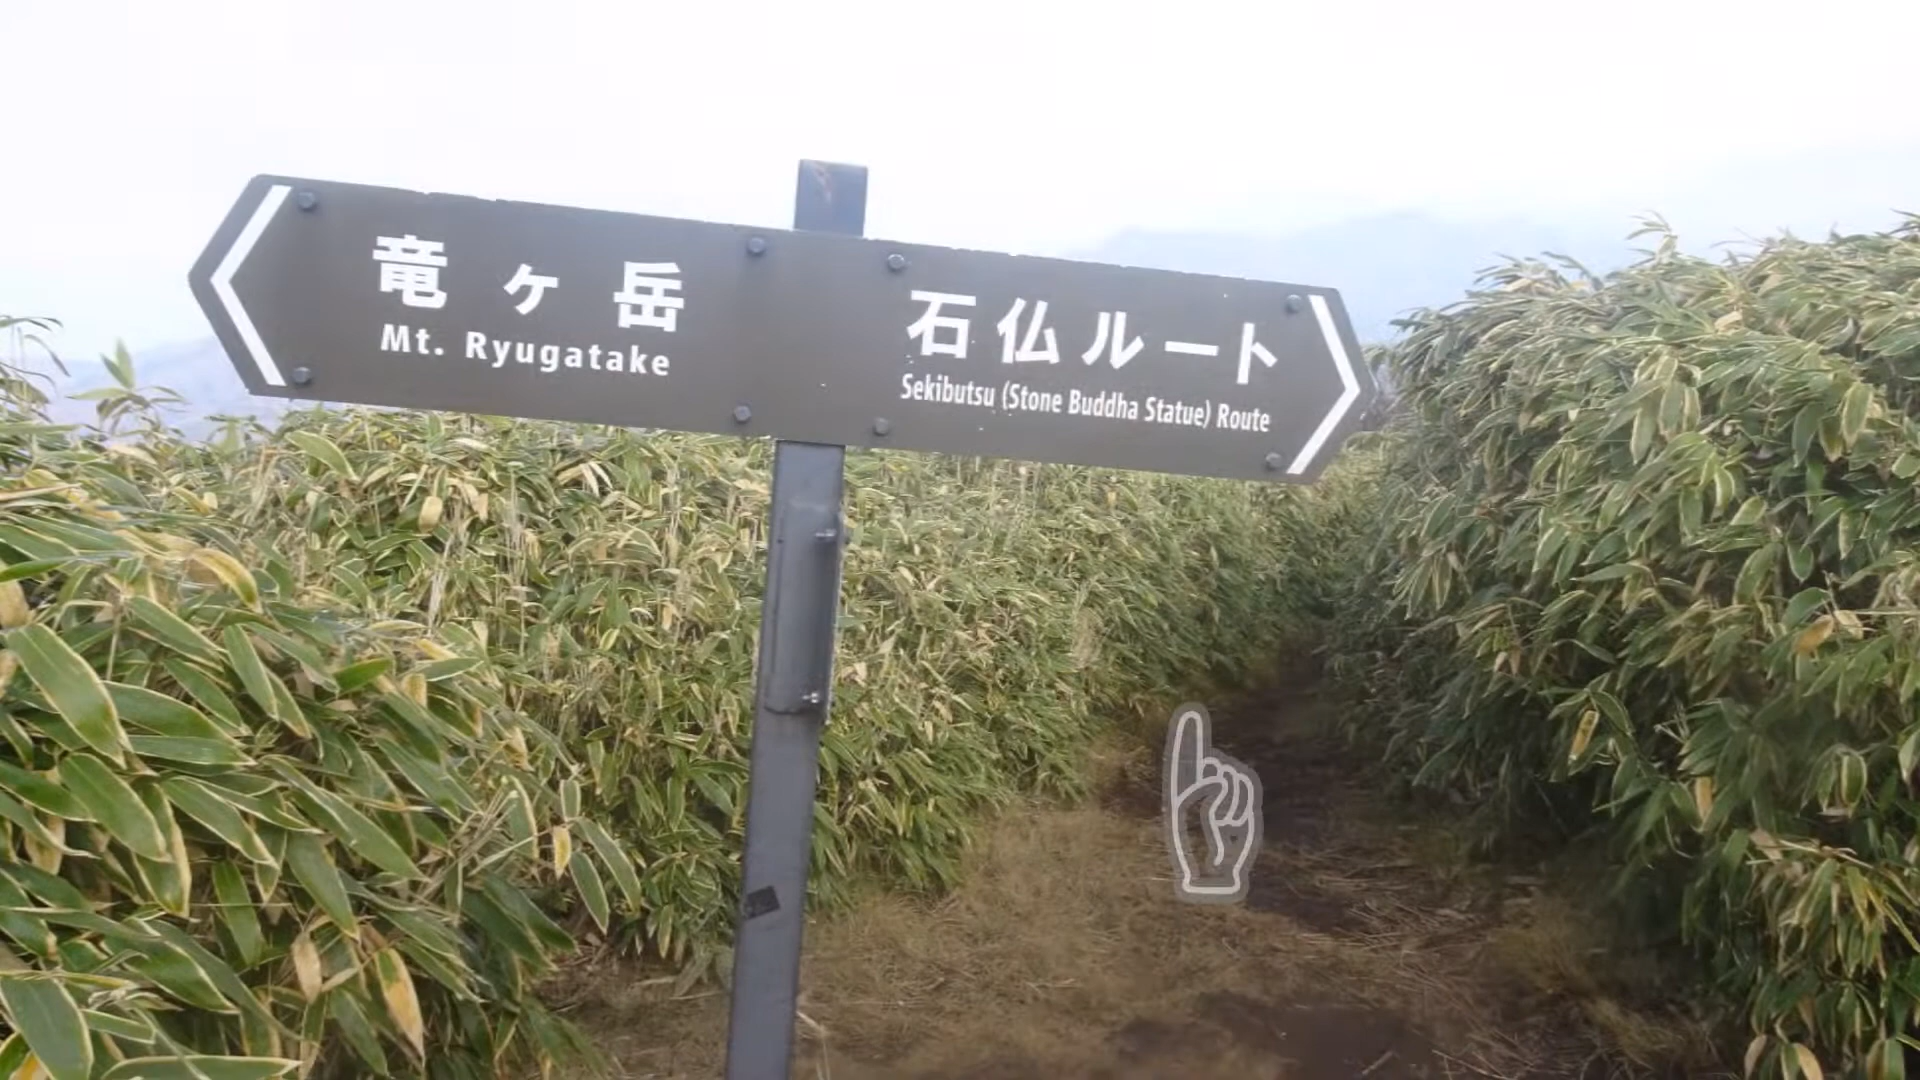 竜ヶ岳
Mt. Ryugatake
石仏ルート
Sekibutsu (Stone Buddha Statue) Route